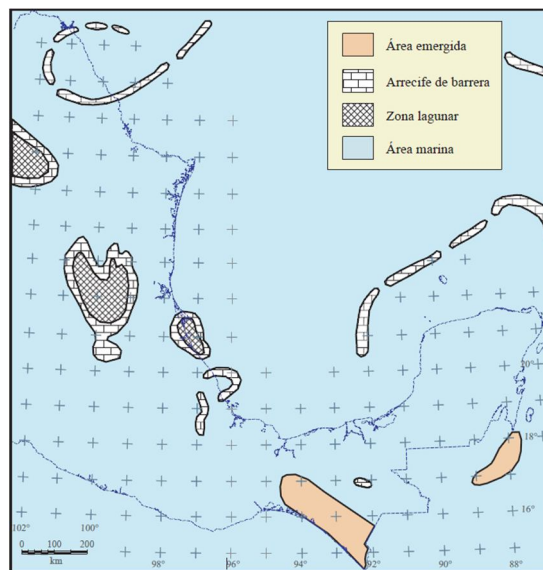 Área emergida
Arrecife de barrera
Zona lagunar
Área marina
20°
18°
16°
102° 100°
0 100 200
km
98° 96° 94° 92° 90° 88°